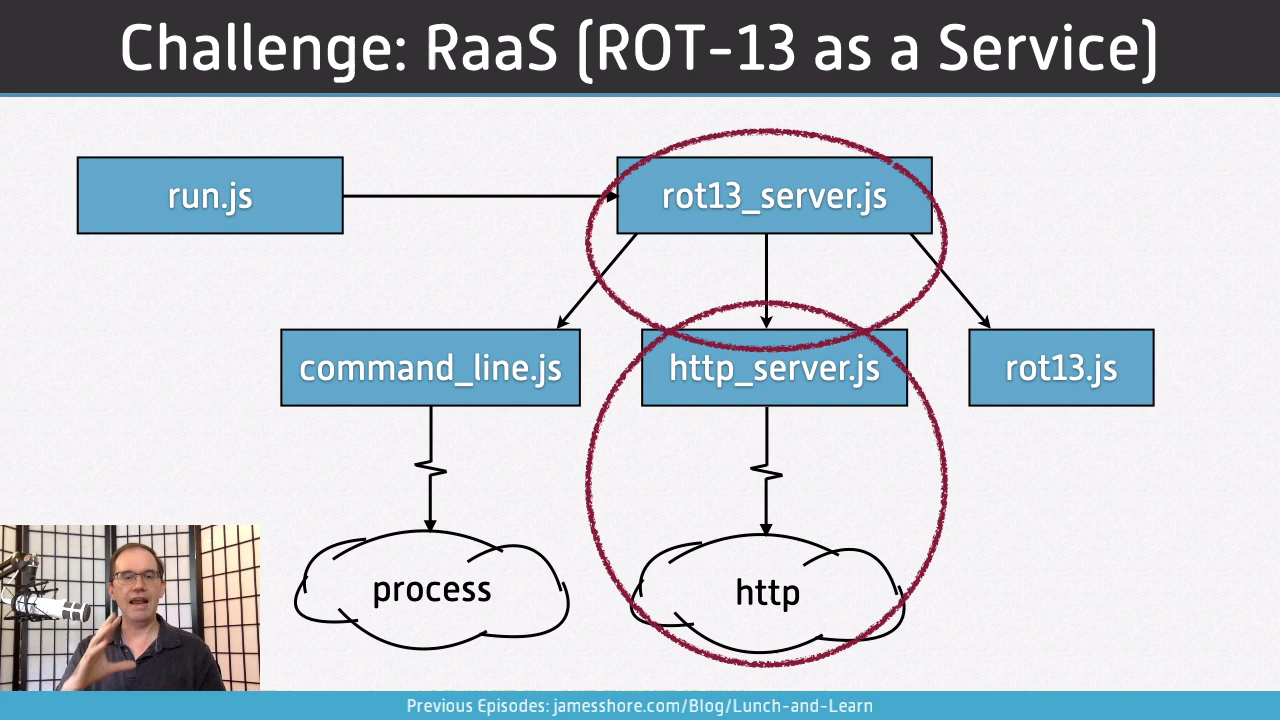 Challenge: RaaS (ROT-13 as a Service)
run.js
rot13_server.js
command_line.js
http_server.js
rot13.js
process
http
Previous Episodes: jamesshore.com/Blog/Lunch-and-Learn